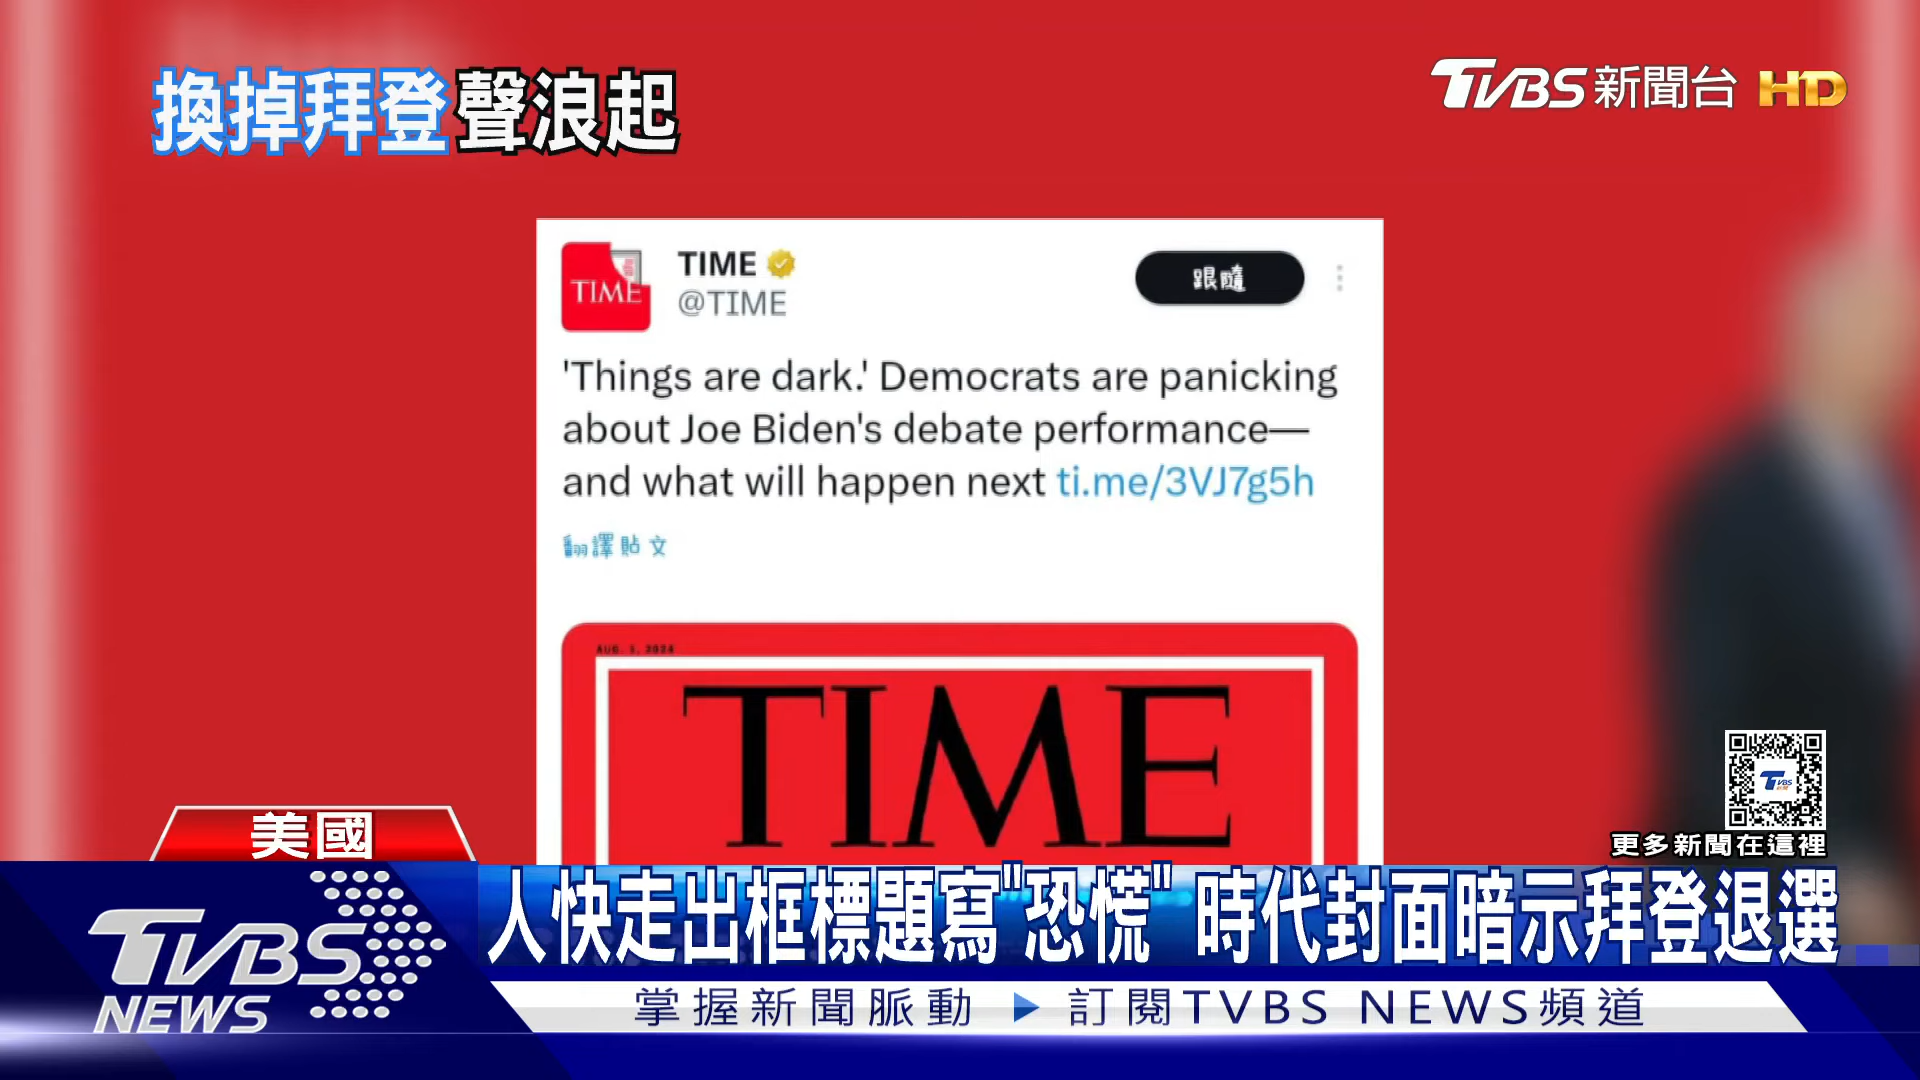 換掉拜登聲浪起
TVBS新聞台 HD
TIME
TIME
@TIME
跟隨
'Things are dark.' Democrats are panicking
about Joe Biden's debate performance—
and what will happen next ti.me/3VJ7g5h
翻譯貼文
AUG. 5, 2024
TIME
TVBS
更多新聞在這裡
美國
人快走出框標題寫"恐慌" 時代封面暗示拜登退選
TVBS
NEWS
掌握新聞脈動 ▶ 訂閱TVBS NEWS頻道